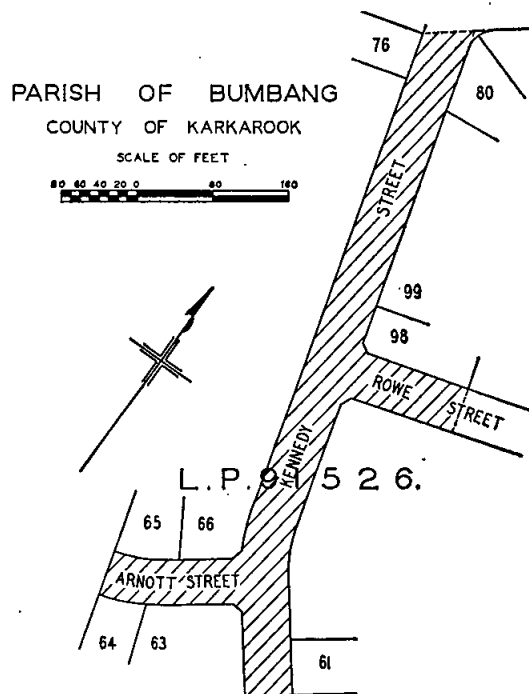 76
80
PARISH OF BUMBANG
COUNTY OF KARKAROOK
SCALE OF FEET
80 60 40 20 0 80 160
STREET
99
98
ROWE STREET
KENNEDY
L.P. 91526.
65 66
ARNOTT STREET
64 63
61